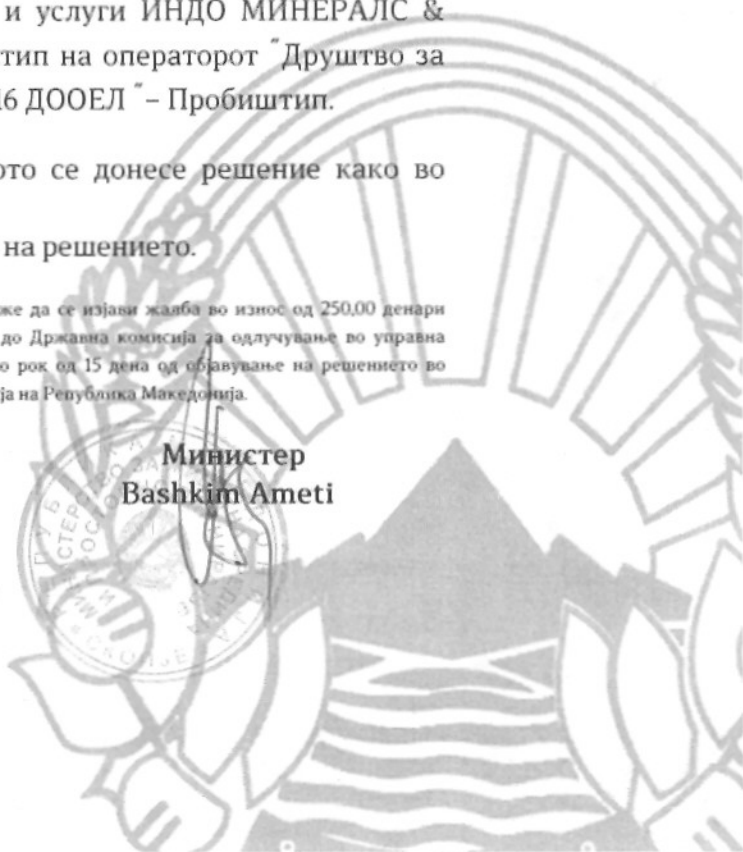 и услуги ИНДО МИНЕРАЛС &
тип на операторот ˝Друштво за
16 ДООЕЛ ˝– Пробиштип.
ото се донесе решение како во
на решението.
же да се изјави жалба во износ од 250,00 денари
до Државна комисија за одлучување во управна
о рок од 15 дена од објавување на решението во
ја на Република Македонија.
Министер
Bashkim Ameti